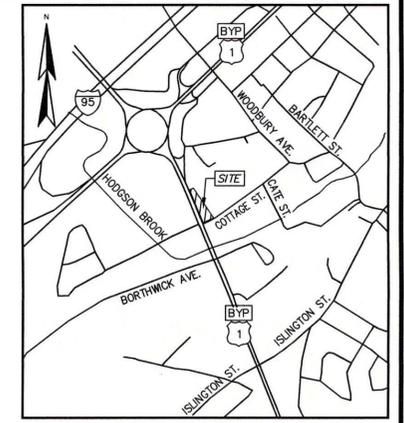 N
BYP
1
95
WOODBURY AVE.
BARTLETT ST.
SITE
HODGSON BROOK
COTTAGE ST.
CATE ST.
BORTHWICK AVE.
BYP
1
ISLINGTON ST.
ISLINGTON ST.